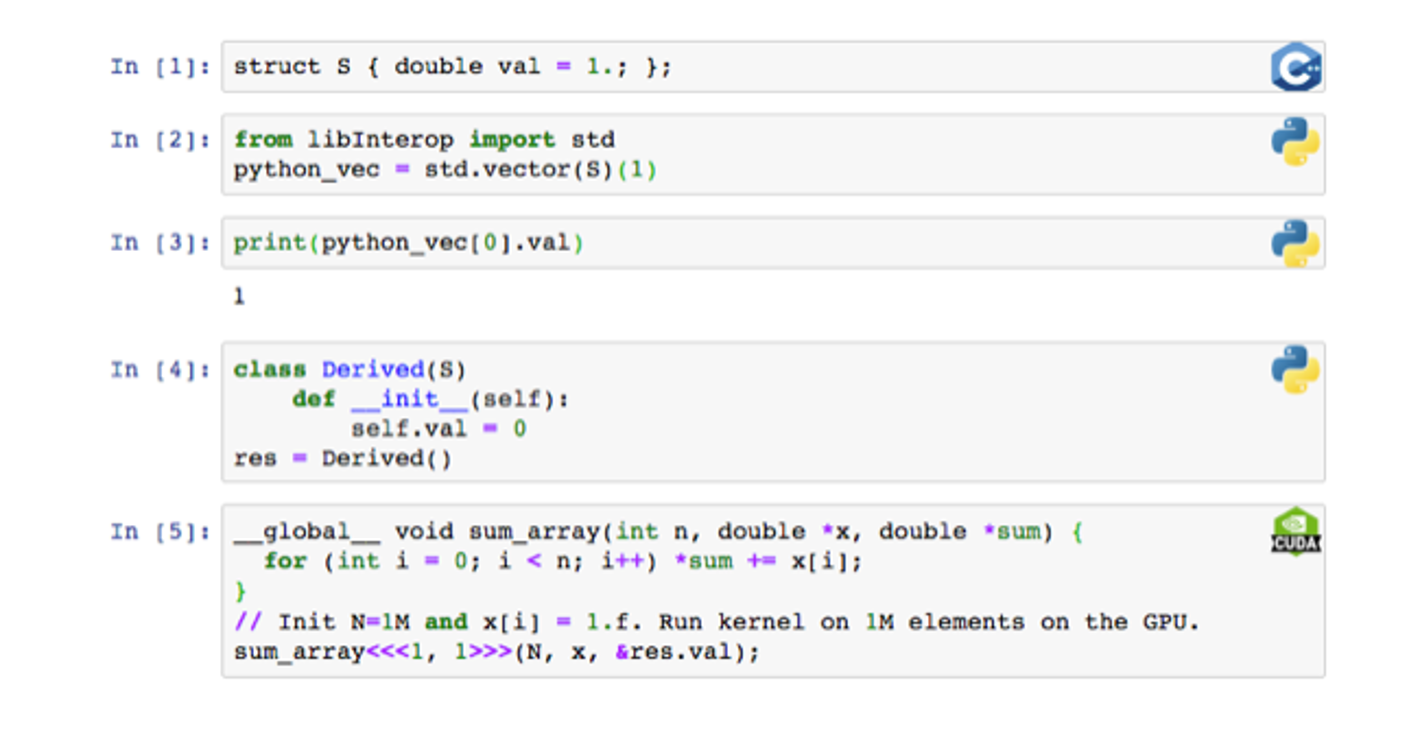 In [1]: struct S { double val = 1.; };
In [2]: from libInterop import std
python_vec = std.vector(S)(1)
In [3]: print(python_vec[0].val)
1
In [4]: class Derived(S)
    def __init__(self):
        self.val = 0
res = Derived()
In [5]: __global__ void sum_array(int n, double *x, double *sum) {
  for (int i = 0; i < n; i++) *sum += x[i];
}
// Init N=1M and x[i] = 1.f. Run kernel on 1M elements on the GPU.
sum_array<<<1, 1>>>(N, x, &res.val);
C++
CUDA